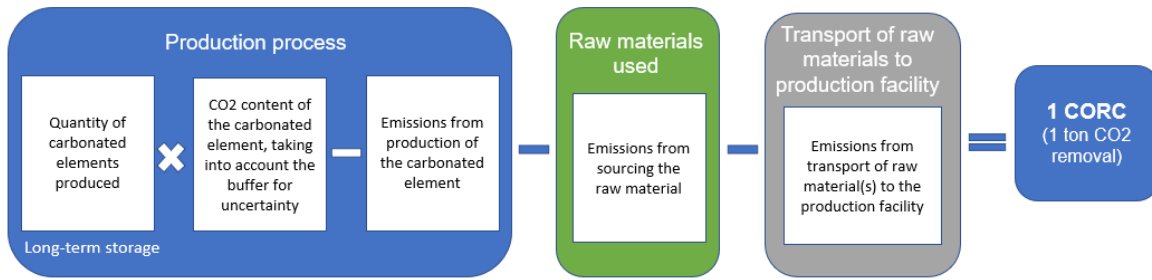 Production process
Quantity of
carbonated
elements
produced
CO2 content of
the carbonated
element, taking
into account the
buffer for
uncertainty
Emissions from
production of
the carbonated
element
Long-term storage
Raw materials
used
Emissions from
sourcing the
raw material
Transport of raw
materials to
production facility
Emissions from
transport of raw
material(s) to the
production facility
1 CORC
(1 ton CO2
removal)